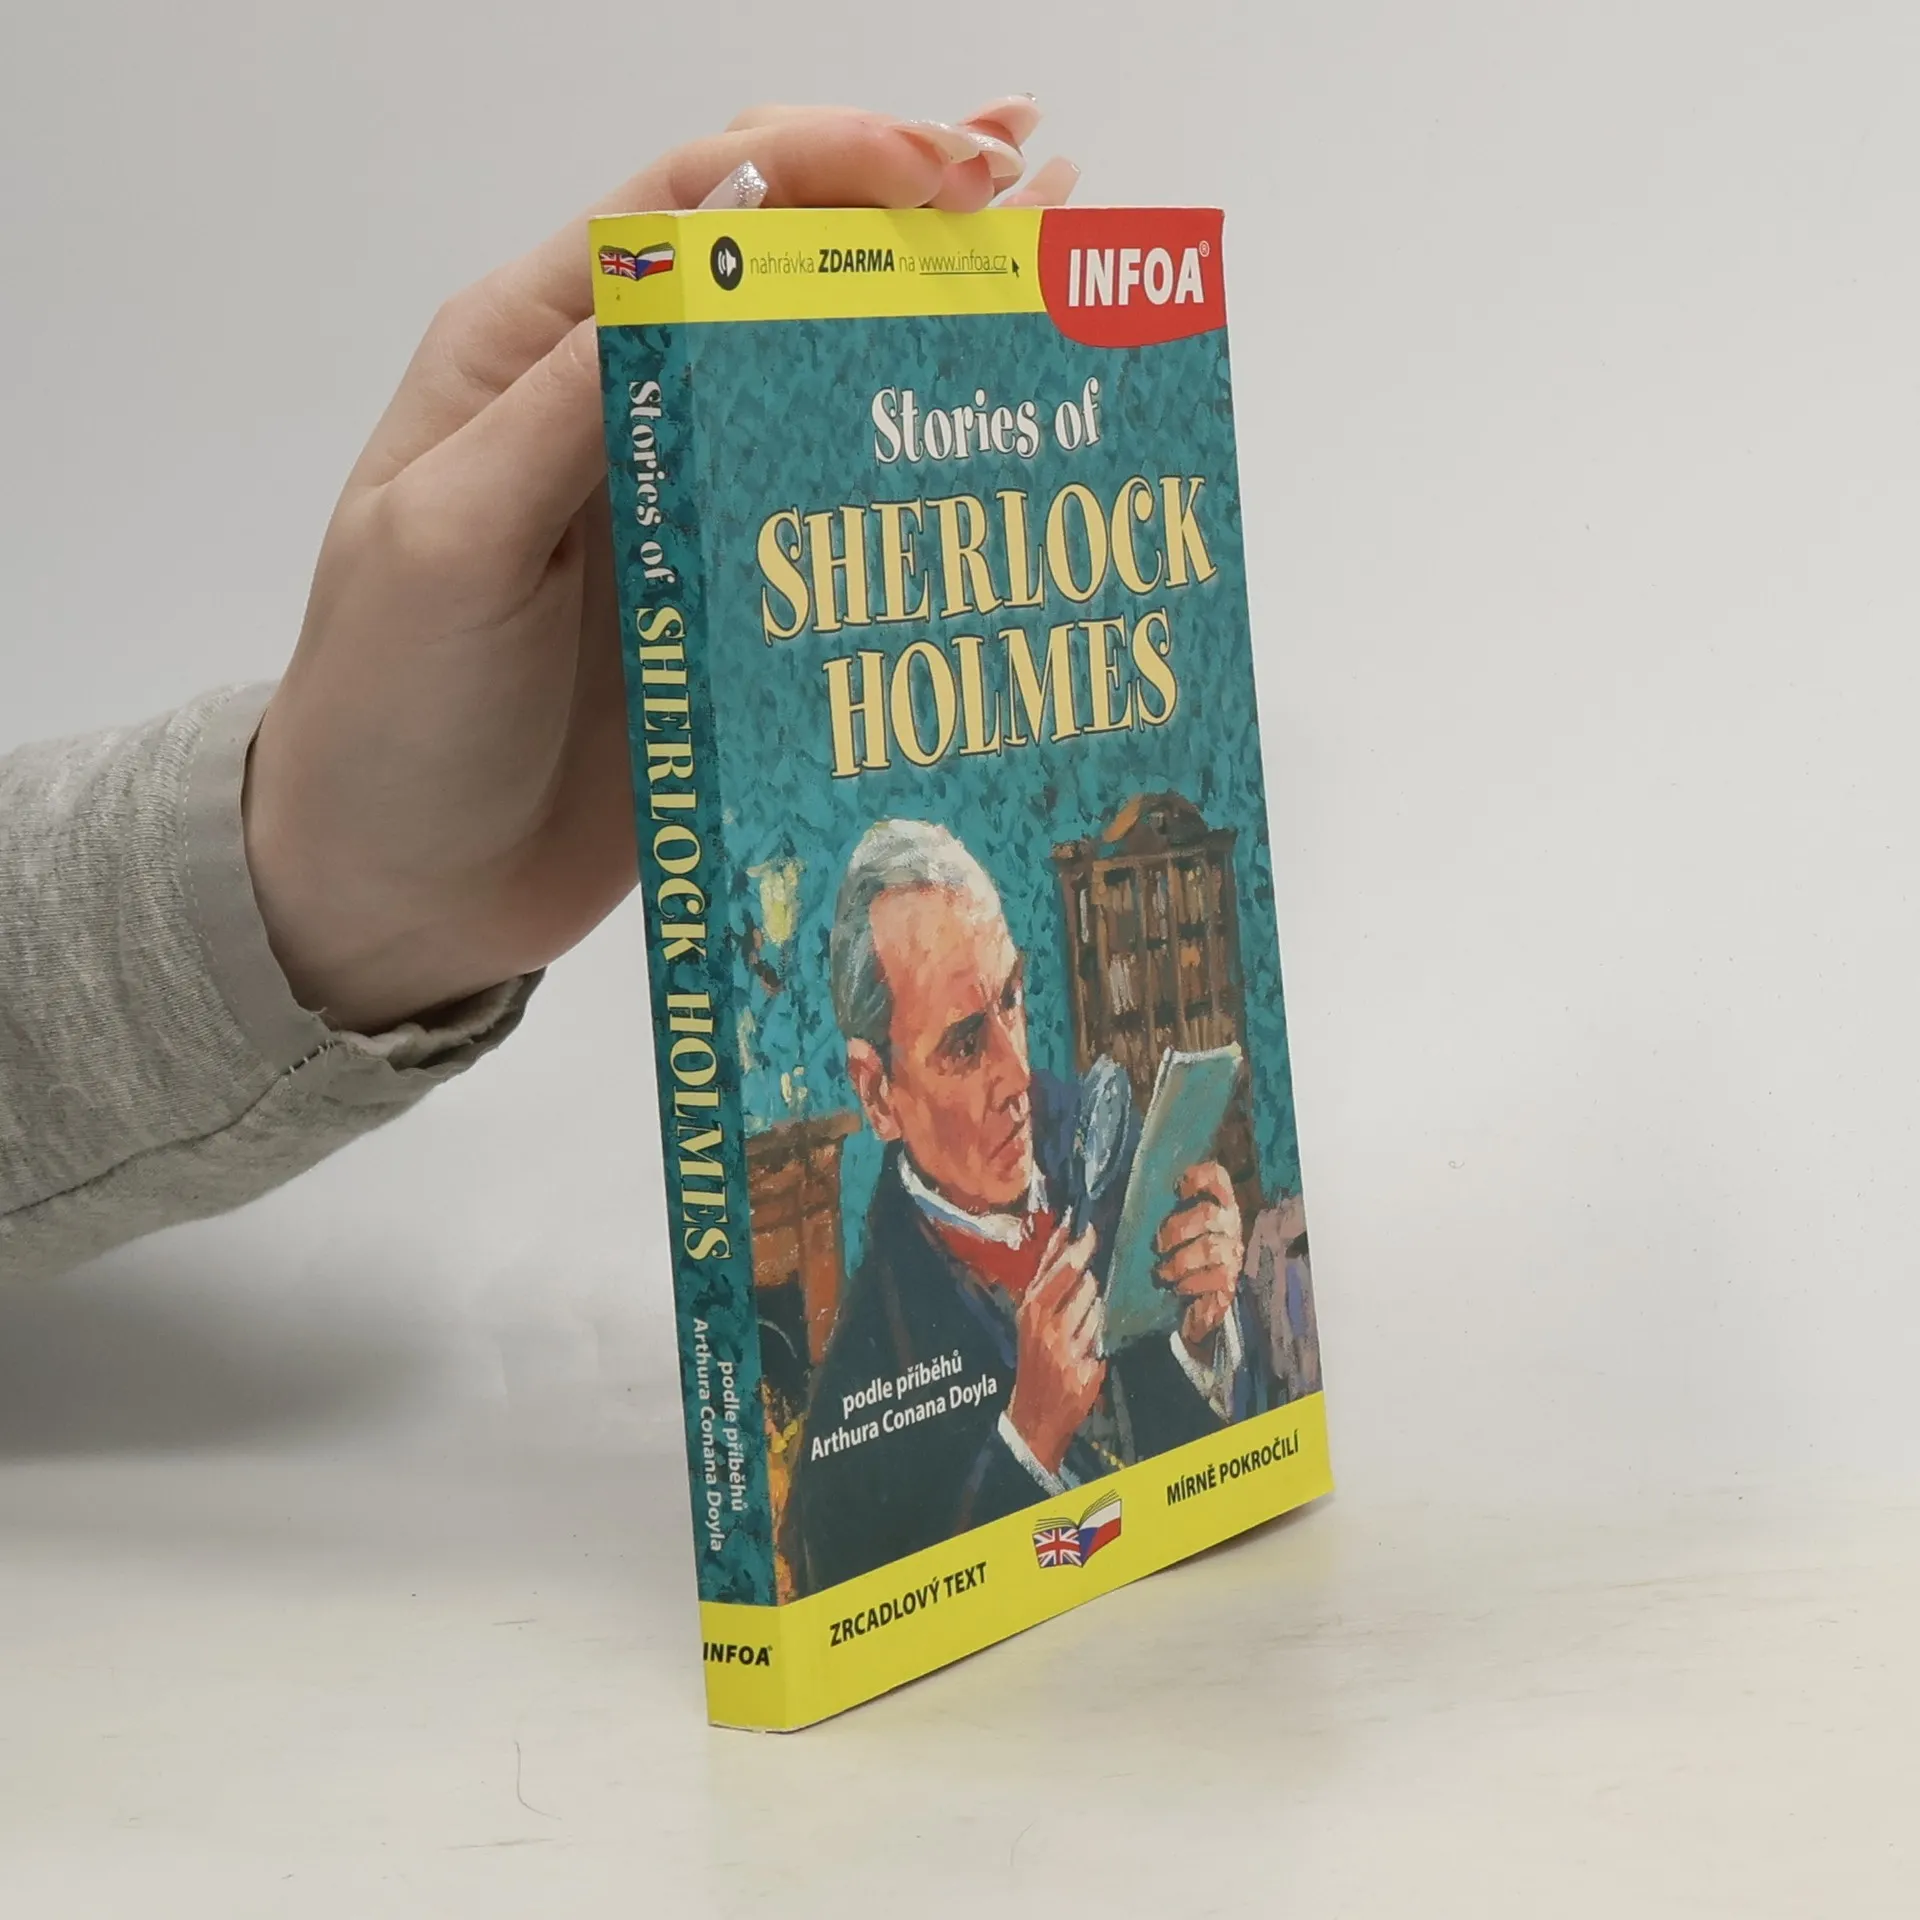 nahrávka ZDARMA na www.infoa.cz
INFOA®
Stories of
SHERLOCK
HOLMES
podle příběhů
Arthura Conana Doyla
ZRCADLOVÝ TEXT
MÍRNĚ POKROČILÍ
Stories of SHERLOCK HOLMES
podle příběhů
Arthura Conana Doyla
INFOA®